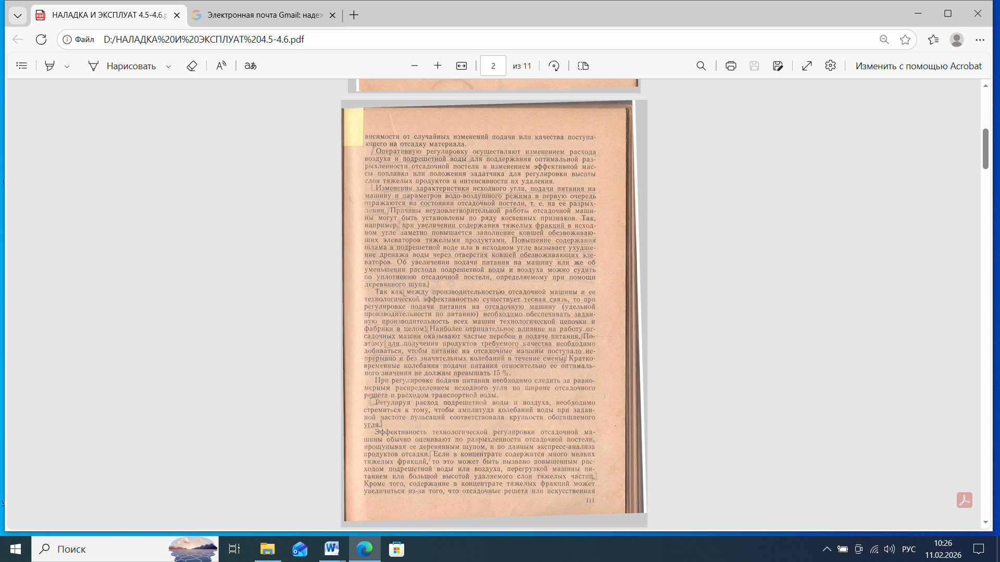 НАЛАДКА И ЭКСПЛУАТ 4.5-4.6.p
Электронная почта Gmail: надеж
Файл
D:/НАЛАДКА%20И%20ЭКСПЛУАТ%204.5-4.6.pdf
Нарисовать
aあ
2
из 11
Изменить с помощью Acrobat
висимости от случайных изменений подачи или качества поступа-
ющего на отсадку материала.
Оперативную регулировку осуществляют изменением расхода
воздуха и подрешетной воды для поддержания оптимальной раз-
рыхленности отсадочной постели и изменением эффективной мас-
сы поплавка или положения задатчика для регулировки высоты
слоя тяжелых продуктов и интенсивности их удаления.
Изменения характеристики исходного угля, подачи питания на
машину и параметров водо-воздушного режима в первую очередь
отражаются на состоянии отсадочной постели, т. е. на ее разрых-
лении. Причины неудовлетворительной работы отсадочной маши-
ны могут быть установлены по ряду косвенных признаков. Так,
например, при увеличении содержания тяжелых фракций в исход-
ном угле заметно повышается заполнение ковшей обезвоживаю-
щих элеваторов тяжелыми продуктами. Повышение содержания
шлама в подрешетной воде или в исходном угле вызывает ухудше-
ние дренажа воды через отверстия ковшей обезвоживающих эле-
ваторов. Об увеличении подачи питания на машину или же об
уменьшении расхода подрешетной воды и воздуха можно судить
по уплотнению отсадочной постели, определяемому при помощи
деревянного щупа.
Так как между производительностью отсадочной машины и ее
технологической эффективностью существует тесная связь, то при
регулировке подачи питания на отсадочную машину (удельной
производительности по питанию) необходимо обеспечивать задан-
ную производительность всех машин технологической цепочки и
фабрики в целом. Наиболее отрицательное влияние на работу от-
садочных машин оказывают частые перебои в подаче питания. По-
этому для получения продуктов требуемого качества необходимо
добиваться, чтобы питание на отсадочные машины поступало не-
прерывно и без значительных колебаний в течение смены. Кратко-
временные колебания подачи питания относительно ее оптималь-
ного значения не должны превышать 15 %.
При регулировке подачи питания необходимо следить за равно-
мерным распределением исходного угля по ширине отсадочного
решета и расходом транспортной воды.
Регулируя расход подрешетной воды и воздуха, необходимо
стремиться к тому, чтобы амплитуда колебаний воды при задан-
ной частоте пульсаций соответствовала крупности обогащаемого
угля.
Эффективность технологической регулировки отсадочной ма-
шины обычно оценивают по разрыхленности отсадочной постели,
прощупывая ее деревянным щупом, и по данным экспресс-анализа
продуктов отсадки. Если в концентрате содержится много мелких
тяжелых фракций, то это может быть вызвано повышенным рас-
ходом подрешетной воды или воздуха, перегрузкой машины пи-
танием или большой высотой удаляемого слоя тяжелых частиц.
Кроме того, содержание в концентрате тяжелых фракций может
увеличиться из-за того, что отсадочные решета или искусственная
111
Поиск
РУС
10:26
11.02.2026